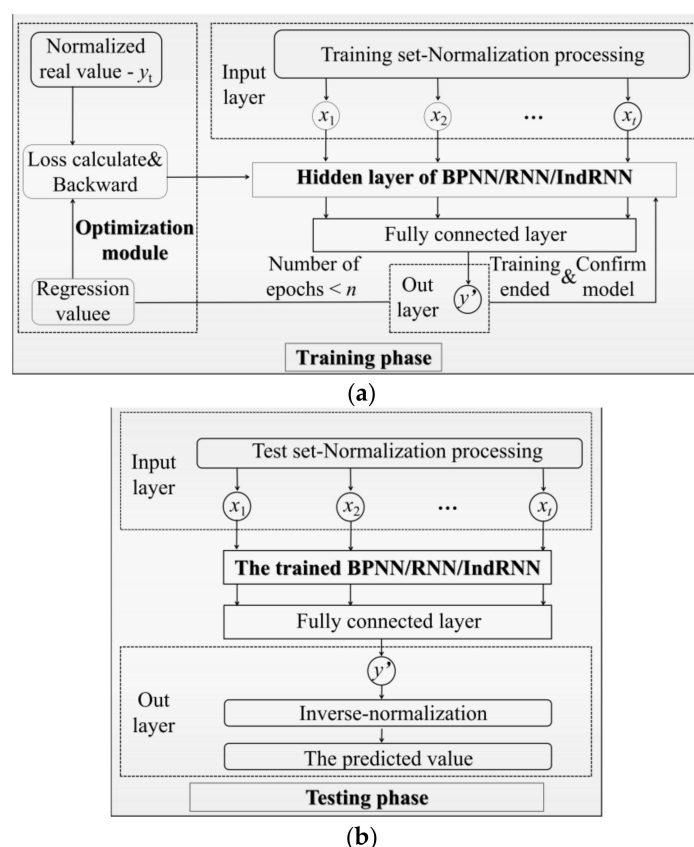 Normalized
real value - yt
Training set-Normalization processing
Input
layer
x1
x2
...
xt
Loss calculate&
Backward
Hidden layer of BPNN/RNN/IndRNN
Optimization
module
Fully connected layer
Number of
epochs < n
Out
layer
y’
Training
ended
&
Confirm
model
Regression
valuee
Training phase
(a)
Test set-Normalization processing
Input
layer
x1
x2
...
xt
The trained BPNN/RNN/IndRNN
Fully connected layer
y’
Out
layer
Inverse-normalization
The predicted value
Testing phase
(b)